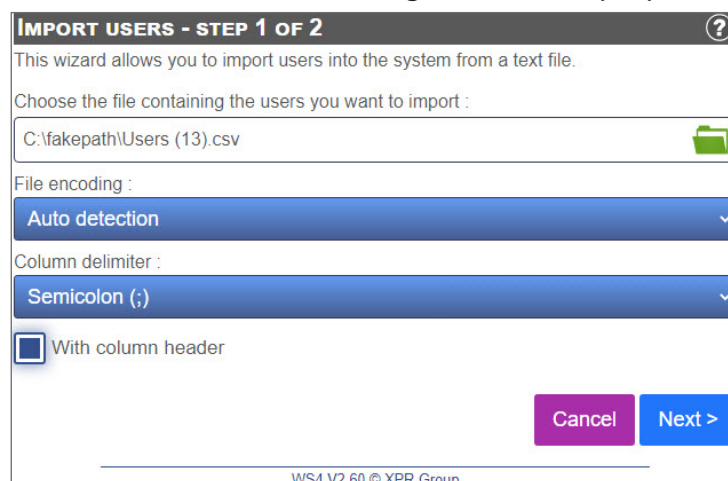 IMPORT USERS - STEP 1 OF 2 ?
This wizard allows you to import users into the system from a text file.
Choose the file containing the users you want to import :
C:\fakepath\Users (13).csv
File encoding :
Auto detection
Column delimiter :
Semicolon (;)
With column header
Cancel Next >
WS4 V2.60 © XPR Group